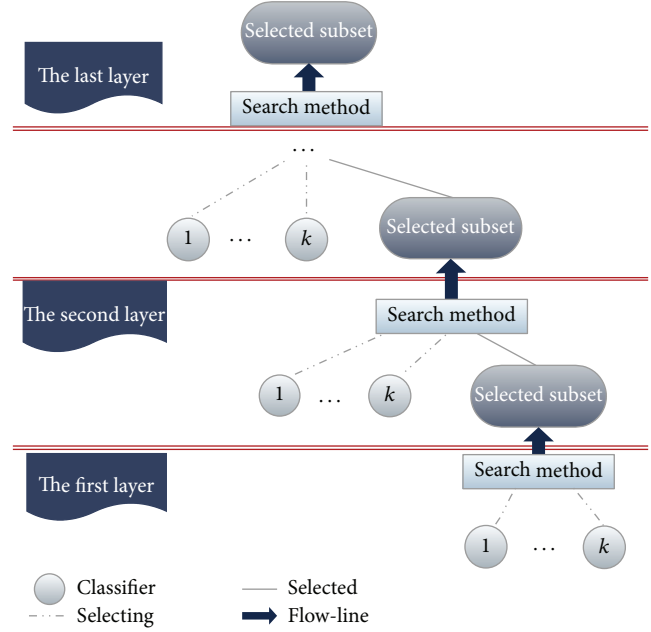 Selected subset
The last layer
Search method
...
1 ... k
Selected subset
The second layer
Search method
1 ... k
Selected subset
The first layer
Search method
1 ... k
Classifier
Selected
Selecting
Flow-line